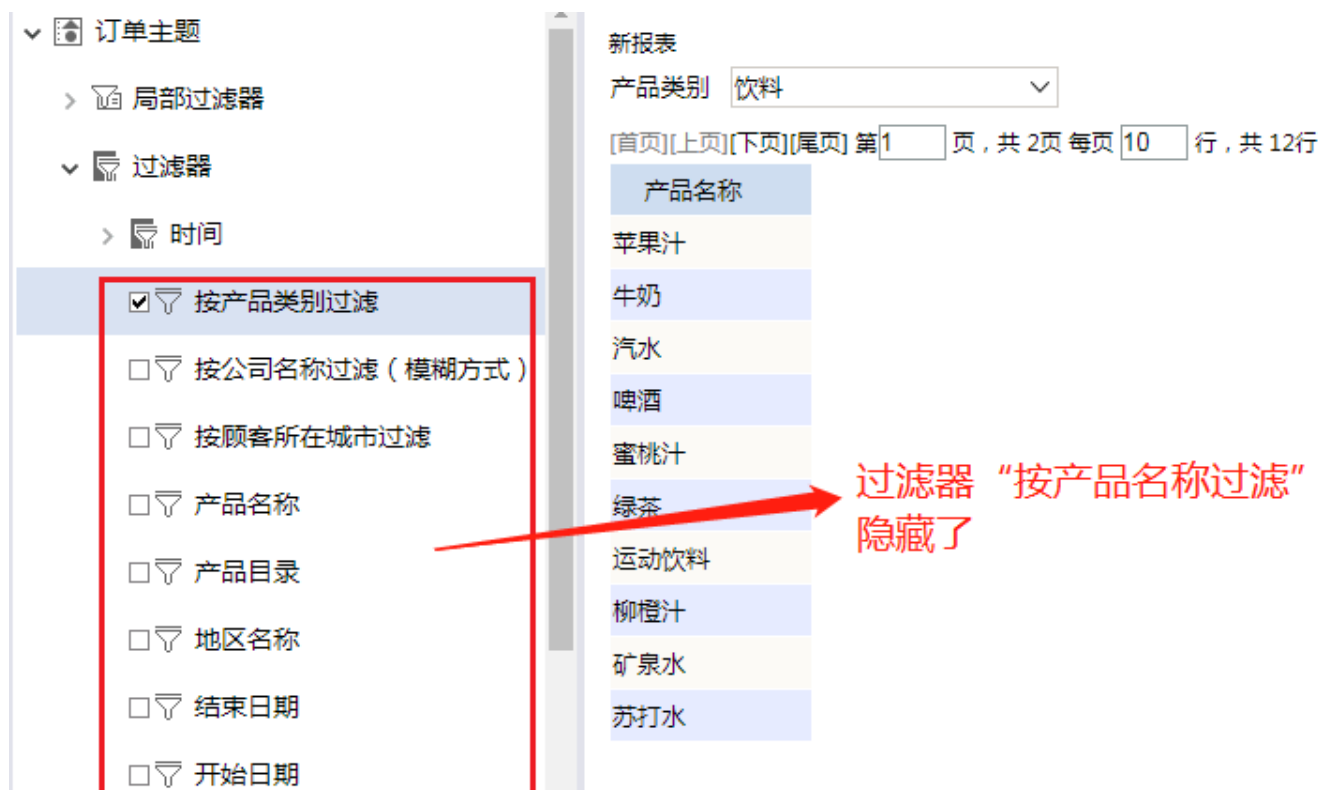 订单主题
局部过滤器
过滤器
时间
按产品类别过滤
按公司名称过滤（模糊方式）
按顾客所在城市过滤
产品名称
产品目录
地区名称
结束日期
开始日期
新报表
产品类别 饮料
[首页][上页][下页][尾页] 第1 页，共 2页 每页 10 行，共 12行
产品名称
苹果汁
牛奶
汽水
啤酒
蜜桃汁
绿茶
运动饮料
柳橙汁
矿泉水
苏打水
过滤器“按产品名称过滤”
隐藏了